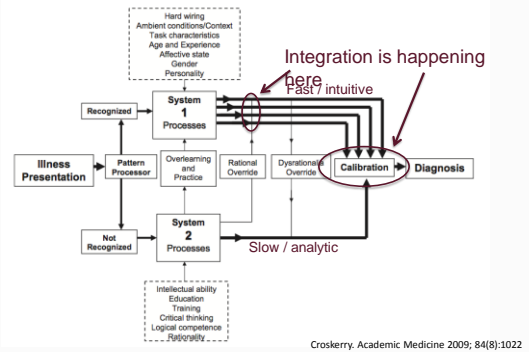 Hard wiring
Ambient conditions/Context
Task characteristics
Age and Experience
Affective state
Gender
Personality
Integration is happening
here
Fast / intuitive
System
1
Processes
Recognized
Illness
Presentation
Pattern
Processor
Overlearning
and
Practice
Rational
Override
Dysrationalia
Override
Calibration
Diagnosis
Not
Recognized
System
2
Processes
Slow / analytic
Intellectual ability
Education
Training
Critical thinking
Logical competence
Rationality
Croskerry. Academic Medicine 2009; 84(8):1022